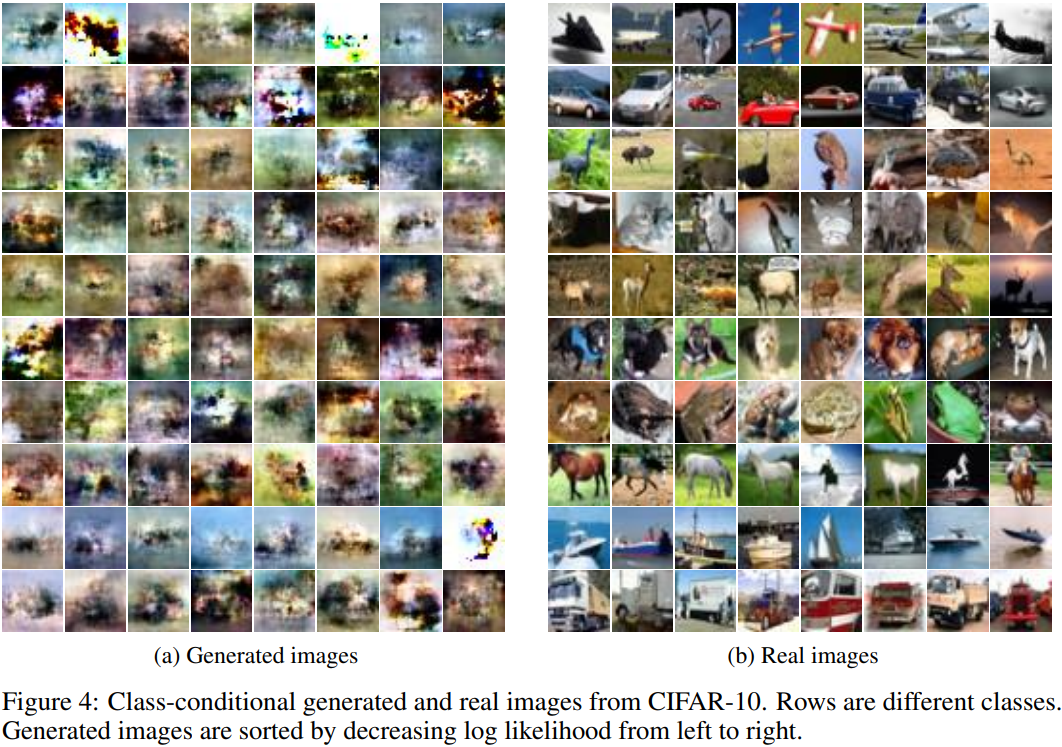 (a) Generated images
(b) Real images
Figure 4: Class-conditional generated and real images from CIFAR-10. Rows are different classes.
Generated images are sorted by decreasing log likelihood from left to right.